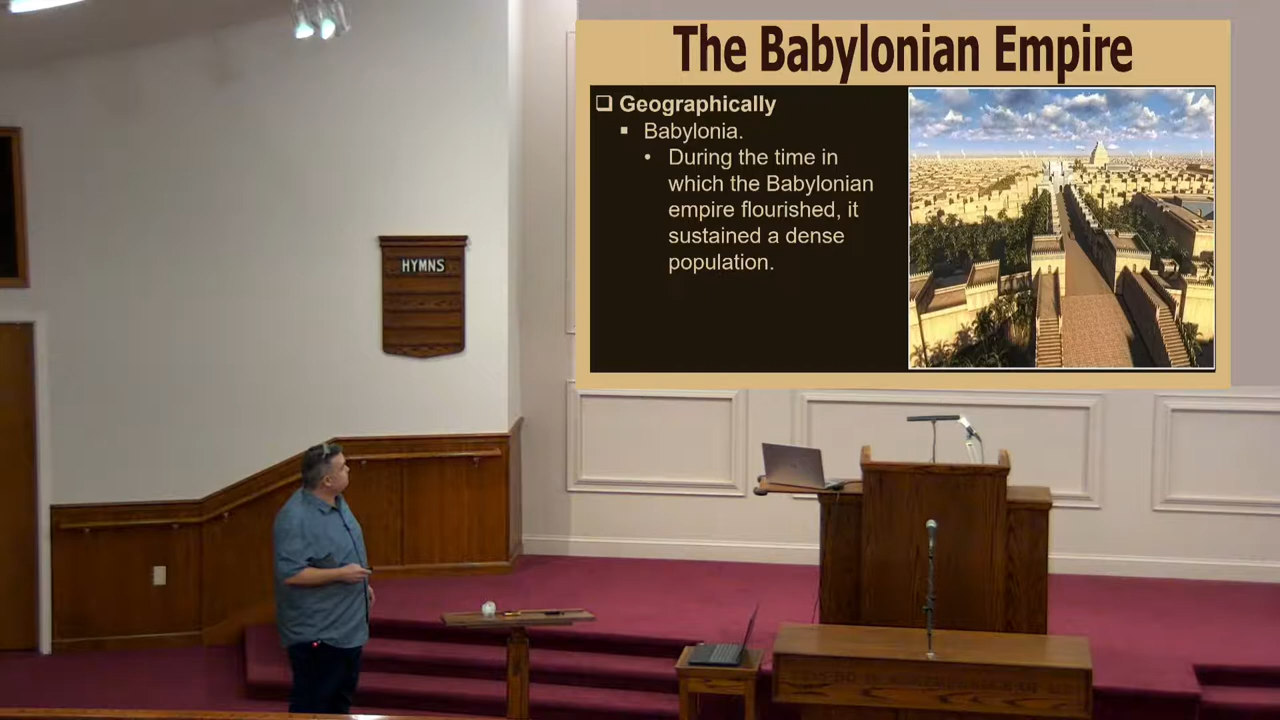 The Babylonian Empire
❑ Geographically
▪ Babylonia.
• During the time in
which the Babylonian
empire flourished, it
sustained a dense
population.
HYMNS